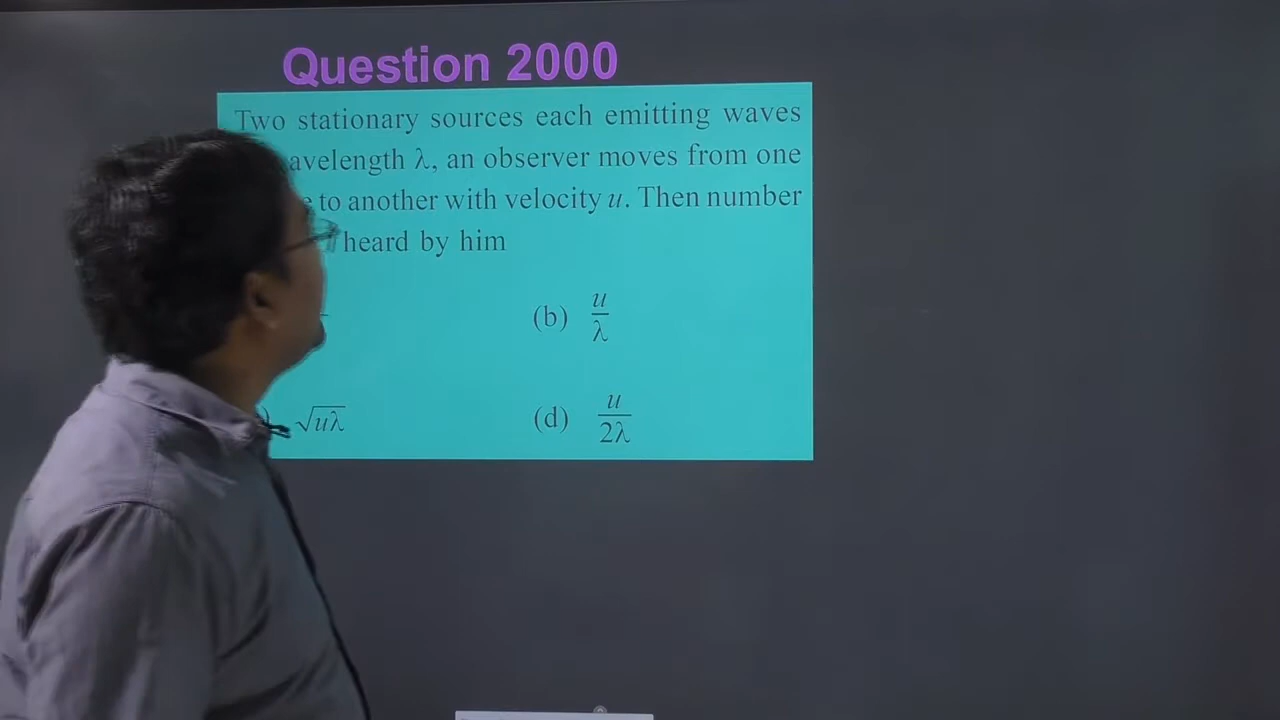 Question 2000
Two stationary sources each emitting waves
avelength λ, an observer moves from one
to another with velocity u. Then number
heard by him
(b) u/λ
√uλ
(d) u/2λ